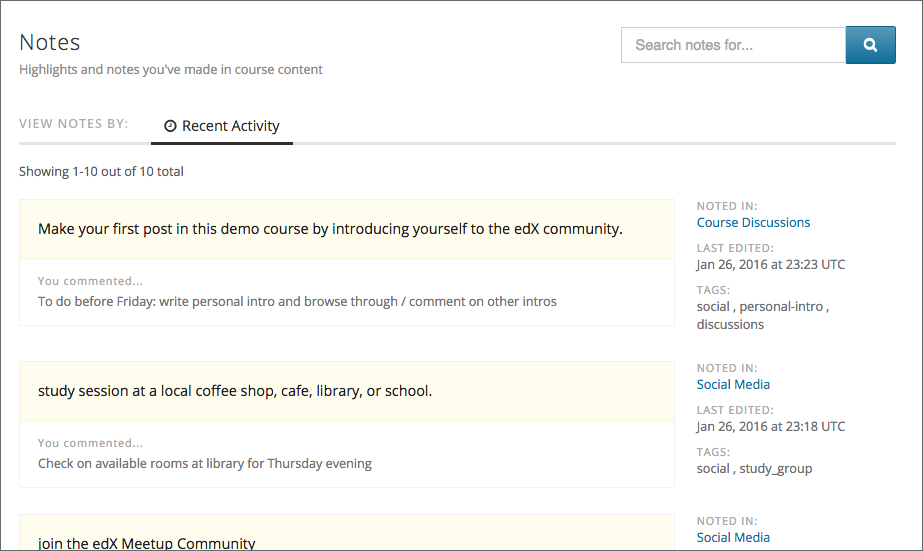 Notes
Highlights and notes you've made in course content
Search notes for...
VIEW NOTES BY:
Recent Activity
Showing 1-10 out of 10 total
Make your first post in this demo course by introducing yourself to the edX community.
You commented...
To do before Friday: write personal intro and browse through / comment on other intros
NOTED IN:
Course Discussions
LAST EDITED:
Jan 26, 2016 at 23:23 UTC
TAGS:
social , personal-intro ,
discussions
study session at a local coffee shop, cafe, library, or school.
You commented...
Check on available rooms at library for Thursday evening
NOTED IN:
Social Media
LAST EDITED:
Jan 26, 2016 at 23:18 UTC
TAGS:
social , study_group
join the edX Meetup Community
NOTED IN:
Social Media